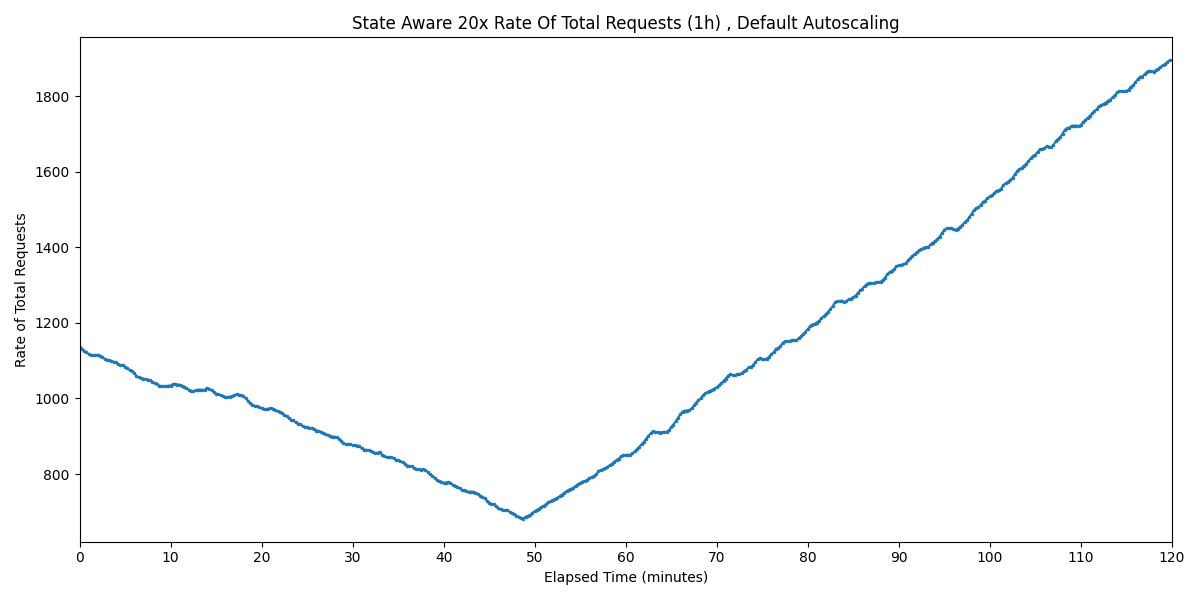 State Aware 20x Rate Of Total Requests (1h) , Default Autoscaling
Rate of Total Requests
1800
1600
1400
1200
1000
800
0 10 20 30 40 50 60 70 80 90 100 110 120
Elapsed Time (minutes)